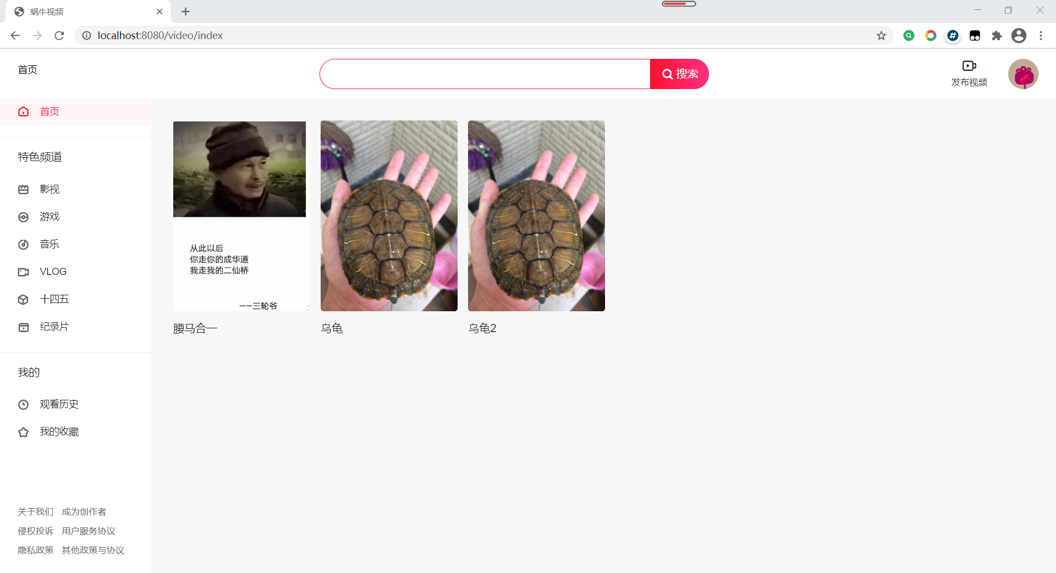 蜗牛视频
localhost:8080/video/index
首页
搜索
发布视频
首页
特色频道
影视
游戏
音乐
VLOG
十四五
纪录片
我的
观看历史
我的收藏
关于我们 成为创作者
侵权投诉 用户服务协议
隐私政策 其他政策与协议
从此以后
你走你的成华道
我走我的二仙桥
——三轮爷
腰马合一
乌龟
乌龟2